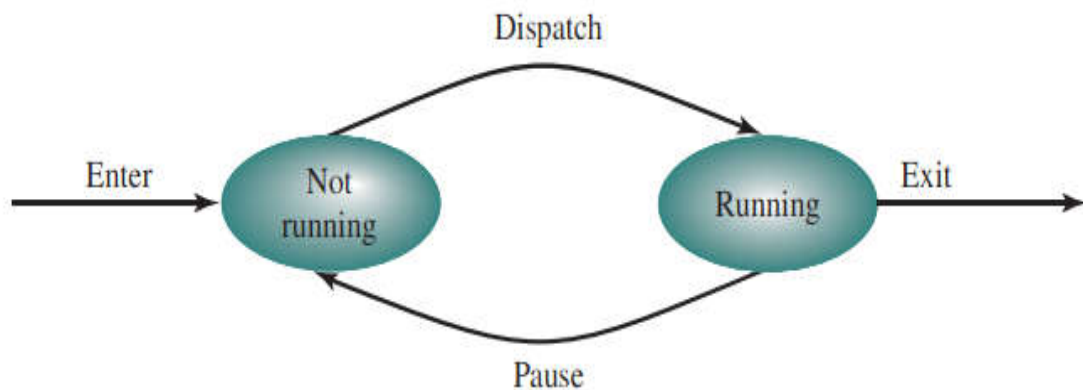 Dispatch
Enter
Not
running
Running
Exit
Pause